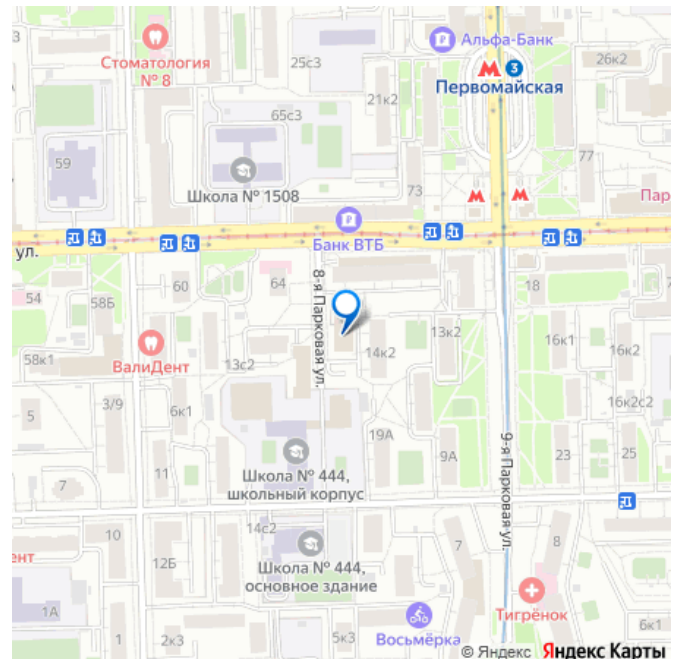 Альфа-Банк
Стоматология
№ 8
25с3
26к2
3
Первомайская
21к2
65с3
59
77
Школа № 1508
73
Пар
Банк ВТБ
ул.
54
58Б
60
64
8-я Парковая ул.
18
13к2
58к1
ВалиДент
13с2
14к2
16к1
16к2
3/9
5
6к1
16к2с2
19А
9А
23
25
11
7
Школа № 444,
школьный корпус
9-я Парковая ул.
10
14с2
ент
12Б
Школа № 444,
основное здание
7
8
1А
Тигрёнок
1
2к3
5к3
Восьмёрка
6к1
© Яндекс Яндекс Карты